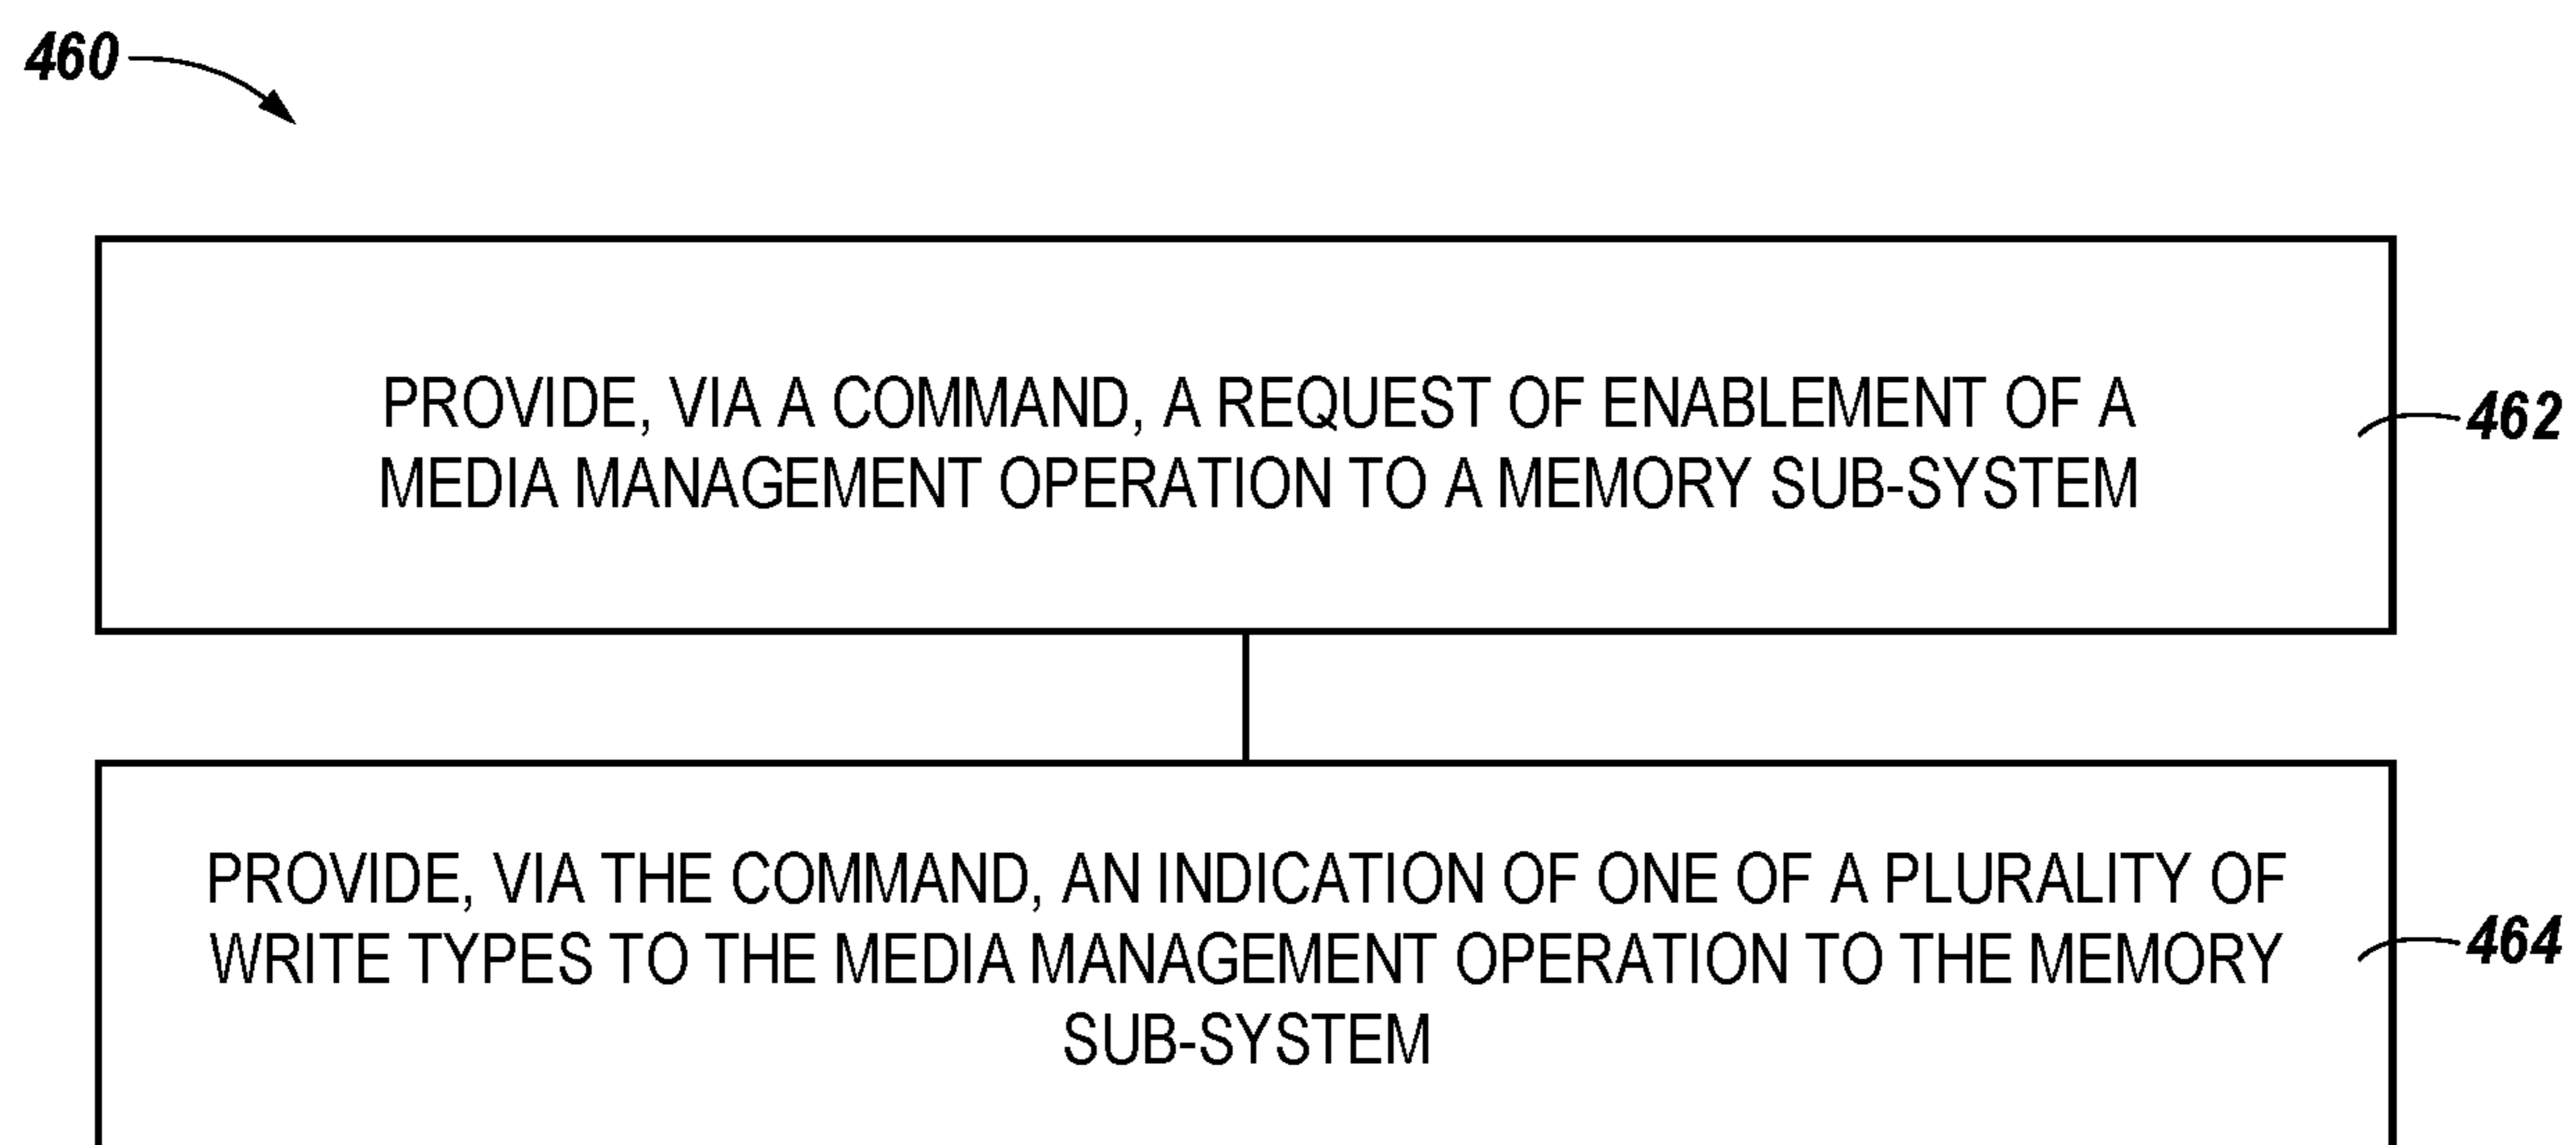 460
PROVIDE, VIA A COMMAND, A REQUEST OF ENABLEMENT OF A
MEDIA MANAGEMENT OPERATION TO A MEMORY SUB-SYSTEM
462
PROVIDE, VIA THE COMMAND, AN INDICATION OF ONE OF A PLURALITY OF
WRITE TYPES TO THE MEDIA MANAGEMENT OPERATION TO THE MEMORY
SUB-SYSTEM
464